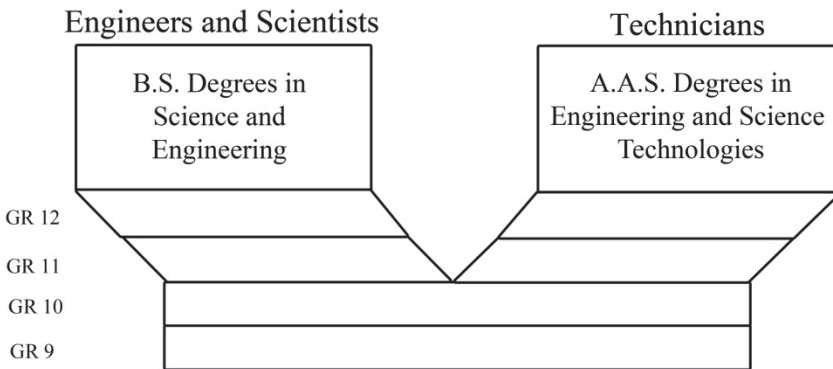 Engineers and Scientists
Technicians
B.S. Degrees in
Science and
Engineering
A.A.S. Degrees in
Engineering and Science
Technologies
GR 12
GR 11
GR 10
GR 9